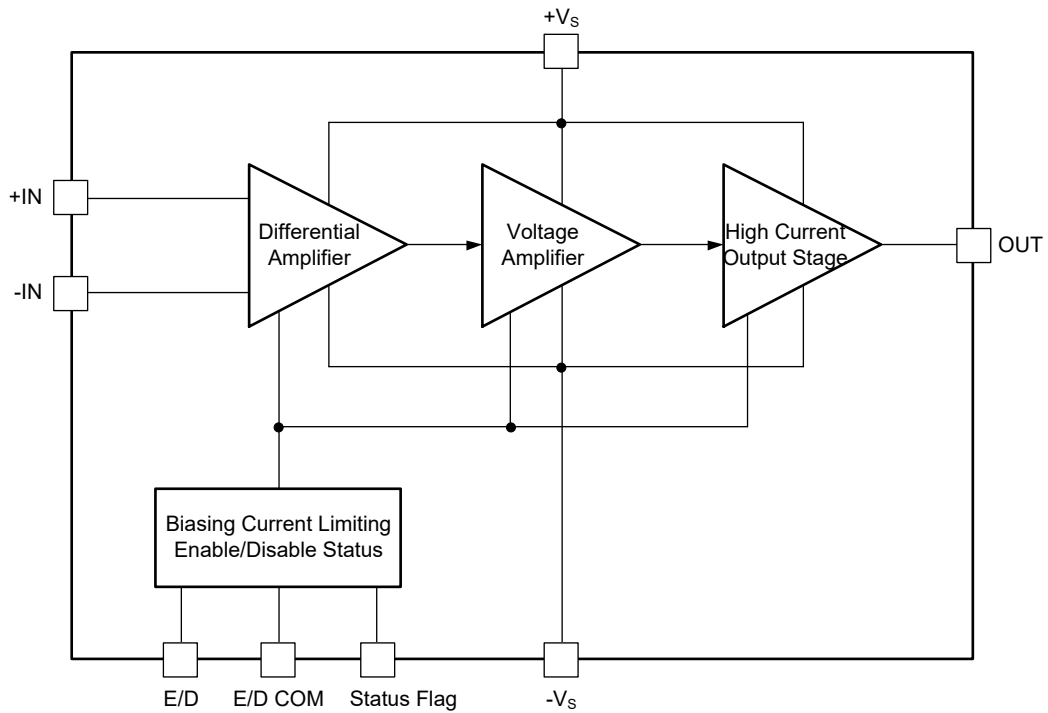 +VS
+IN
-IN
Differential
Amplifier
Voltage
Amplifier
High Current
Output Stage
OUT
Biasing Current Limiting
Enable/Disable Status
E/D
E/D COM
Status Flag
-VS